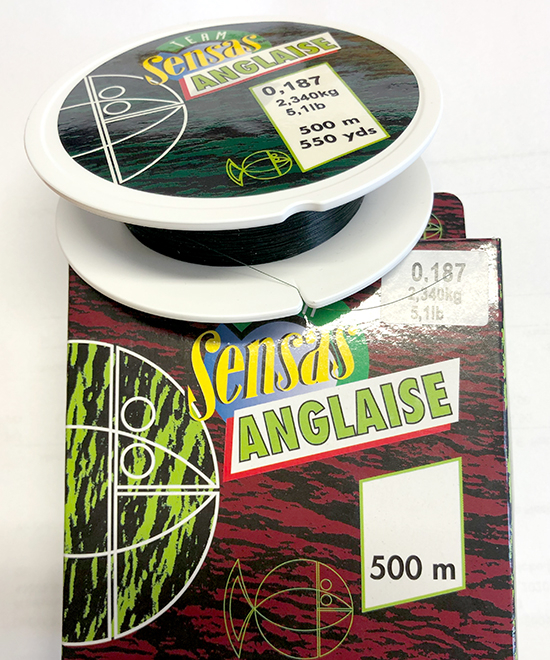 TEAM
Sensas
ANGLAISE
0,187
2,340kg
5,1lb
500 m
550 yds
0,187
2,340kg
5,1lb
Sensas
ANGLAISE
500 m